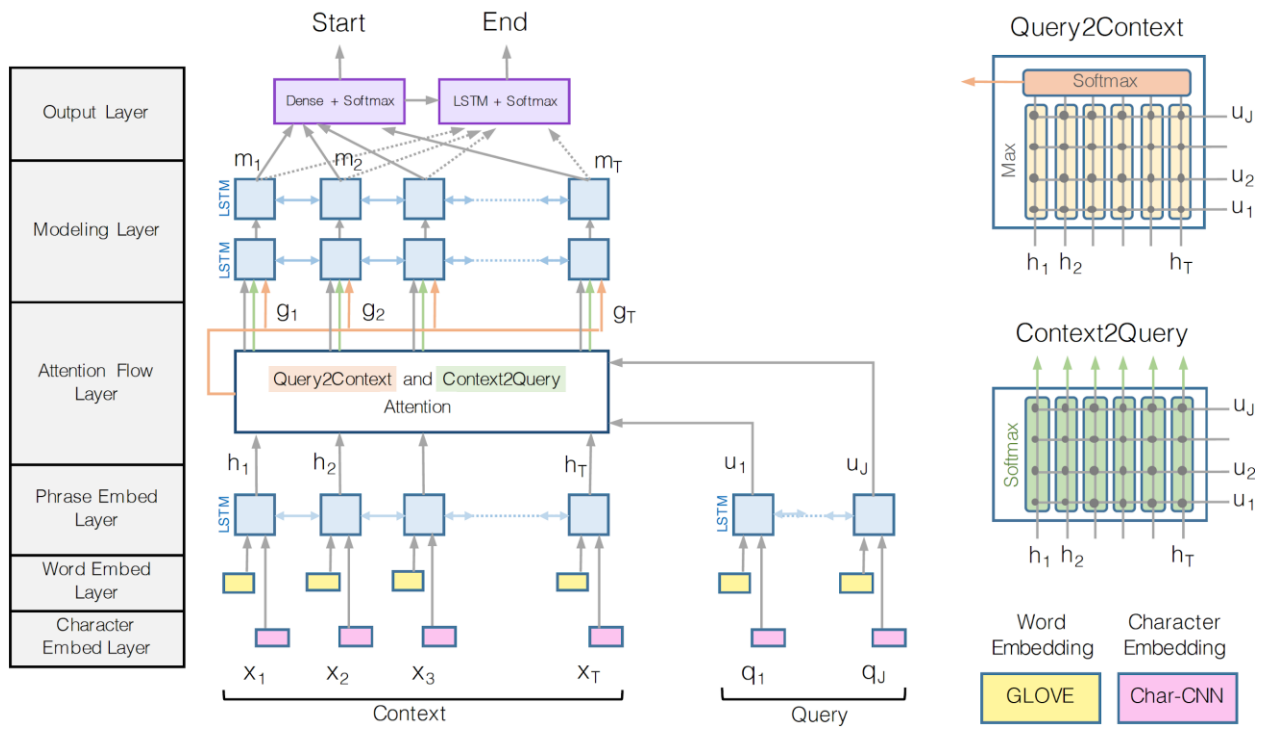 Start
End
Output Layer
Dense + Softmax
LSTM + Softmax
m1
m2
mT
Modeling Layer
LSTM
LSTM
g1
g2
gT
Attention Flow
Layer
Query2Context and Context2Query
Attention
h1
h2
hT
u1
uJ
Phrase Embed
Layer
LSTM
LSTM
Word Embed
Layer
Character
Embed Layer
x1
x2
x3
xT
q1
qJ
Context
Query
Query2Context
Softmax
Max
uJ
u2
u1
h1
h2
hT
Context2Query
Softmax
uJ
u2
u1
h1
h2
hT
Word
Embedding
Character
Embedding
GLOVE
Char-CNN